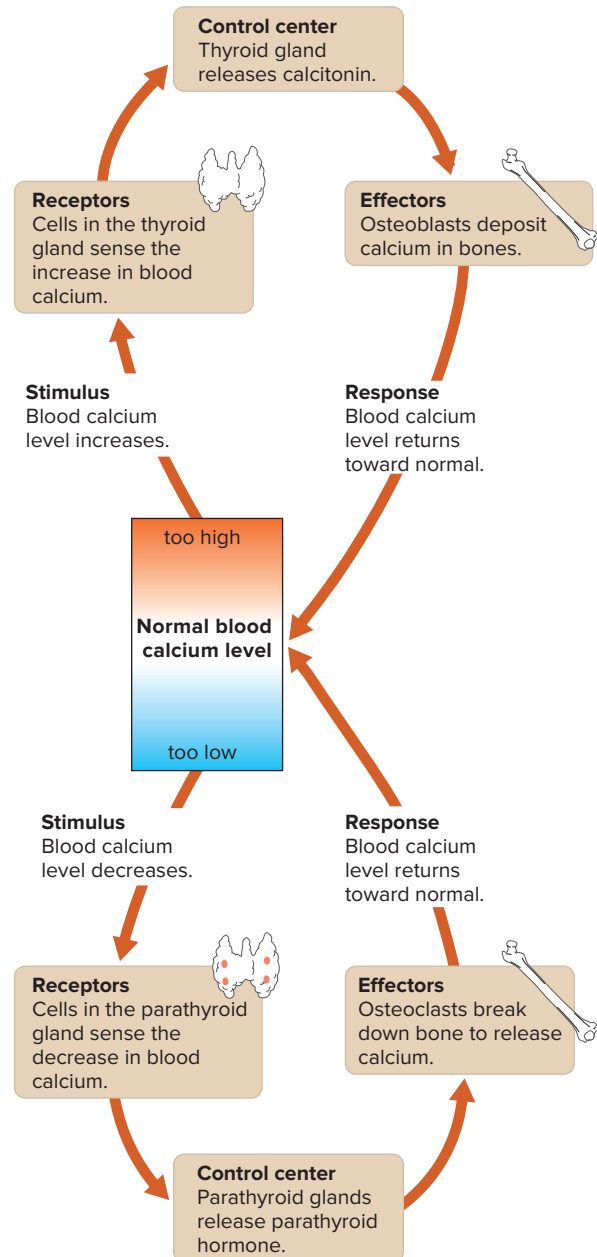 Control center
Thyroid gland
releases calcitonin.
Receptors
Cells in the thyroid
gland sense the
increase in blood
calcium.
Effectors
Osteoblasts deposit
calcium in bones.
Stimulus
Blood calcium
level increases.
Response
Blood calcium
level returns
toward normal.
too high
Normal blood
calcium level
too low
Stimulus
Blood calcium
level decreases.
Response
Blood calcium
level returns
toward normal.
Receptors
Cells in the parathyroid
gland sense the
decrease in blood
calcium.
Effectors
Osteoclasts break
down bone to release
calcium.
Control center
Parathyroid glands
release parathyroid
hormone.